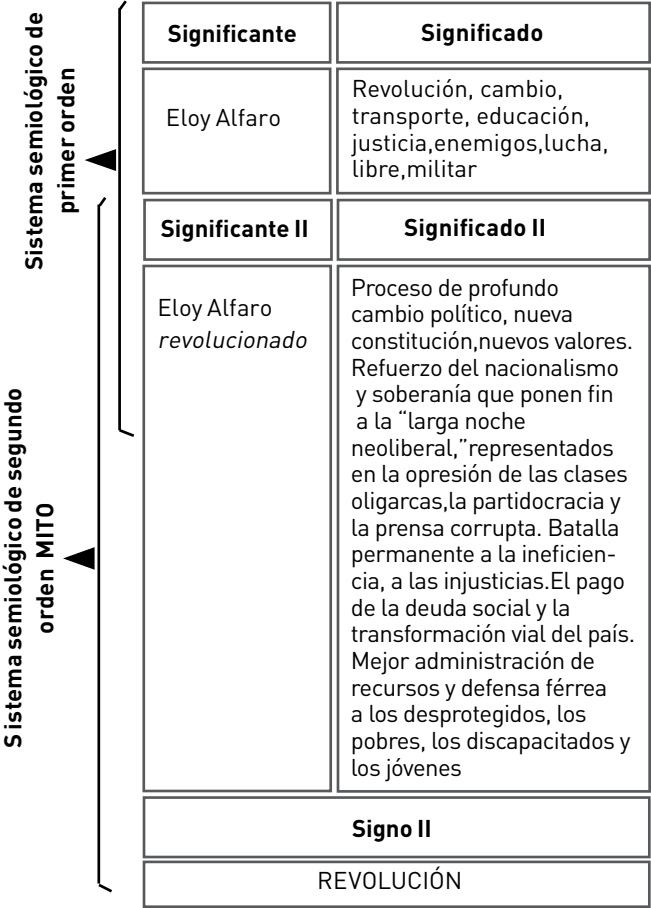 Sistema semiológico de
primer orden
Significante
Significado
Eloy Alfaro
Revolución, cambio,
transporte, educación,
justicia,enemigos,lucha,
libre,militar
Sistema semiológico de segundo
orden MITO
Significante II
Significado II
Eloy Alfaro
revolucionado
Proceso de profundo
cambio político, nueva
constitución,nuevos valores.
Refuerzo del nacionalismo
y soberanía que ponen fin
a la “larga noche
neoliberal,”representados
en la opresión de las clases
oligarcas,la partidocracia y
la prensa corrupta. Batalla
permanente a la ineficien-
cia, a las injusticias.El pago
de la deuda social y la
transformación vial del país.
Mejor administración de
recursos y defensa férrea
a los desprotegidos, los
pobres, los discapacitados y
los jóvenes
Signo II
REVOLUCIÓN